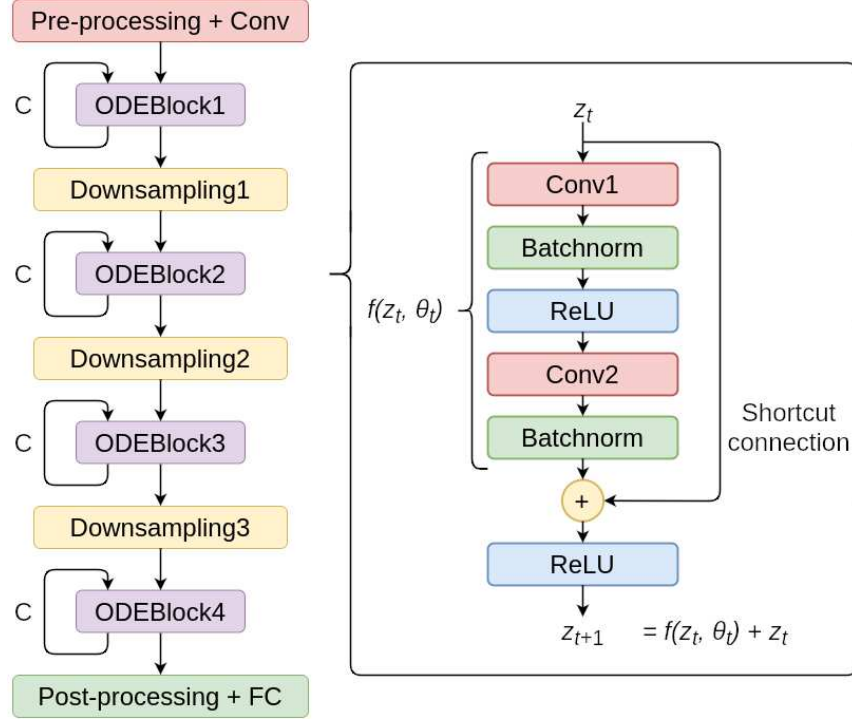 Pre-processing + Conv
C
ODEBlock1
Downsampling1
C
ODEBlock2
Downsampling2
C
ODEBlock3
Downsampling3
C
ODEBlock4
Post-processing + FC
z_t
Conv1
Batchnorm
f(z_t, θ_t)
ReLU
Conv2
Batchnorm
Shortcut
connection
+
ReLU
z_{t+1} = f(z_t, θ_t) + z_t